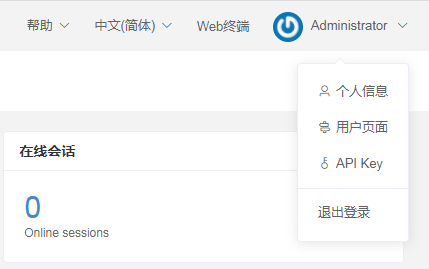 帮助 中文(简体) Web终端 Administrator
个人信息
用户页面
API Key
退出登录
在线会话
0
Online sessions